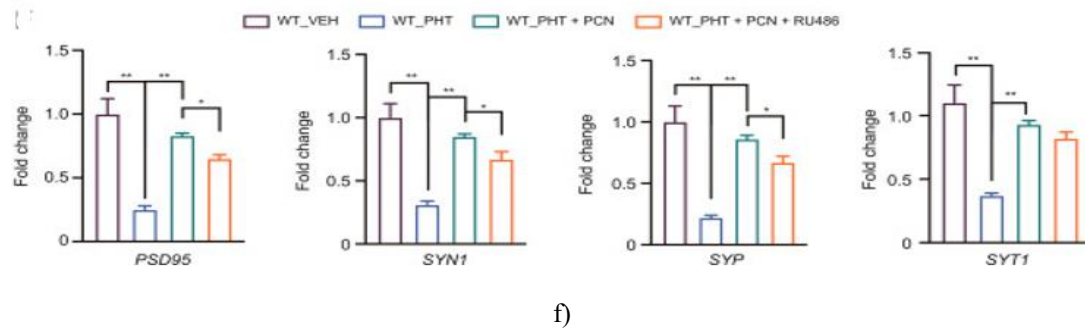 WT_VEH WT_PHT WT_PHT + PCN WT_PHT + PCN + RU486
1.5 ** ** 1.5 ** 1.5 ** ** 1.5 **
** * * ** *
1.0 1.0 1.0 1.0
Fold change Fold change Fold change Fold change
0.5 0.5 0.5 0.5
0 0 0 0
PSD95 SYN1 SYP SYT1
f)